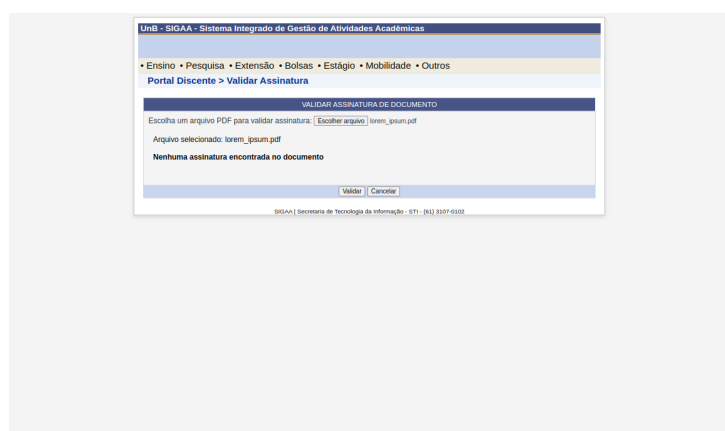 UnB - SIGAA - Sistema Integrado de Gestão de Atividades Acadêmicas
• Ensino • Pesquisa • Extensão • Bolsas • Estágio • Mobilidade • Outros
Portal Discente > Validar Assinatura
VALIDAR ASSINATURA DE DOCUMENTO
Escolha um arquivo PDF para validar assinatura: Escolher arquivo lorem_ipsum.pdf
Arquivo selecionado: lorem_ipsum.pdf
Nenhuma assinatura encontrada no documento
Validar Cancelar
SIGAA | Secretaria de Tecnologia da Informação - STI - (61) 3107-0102